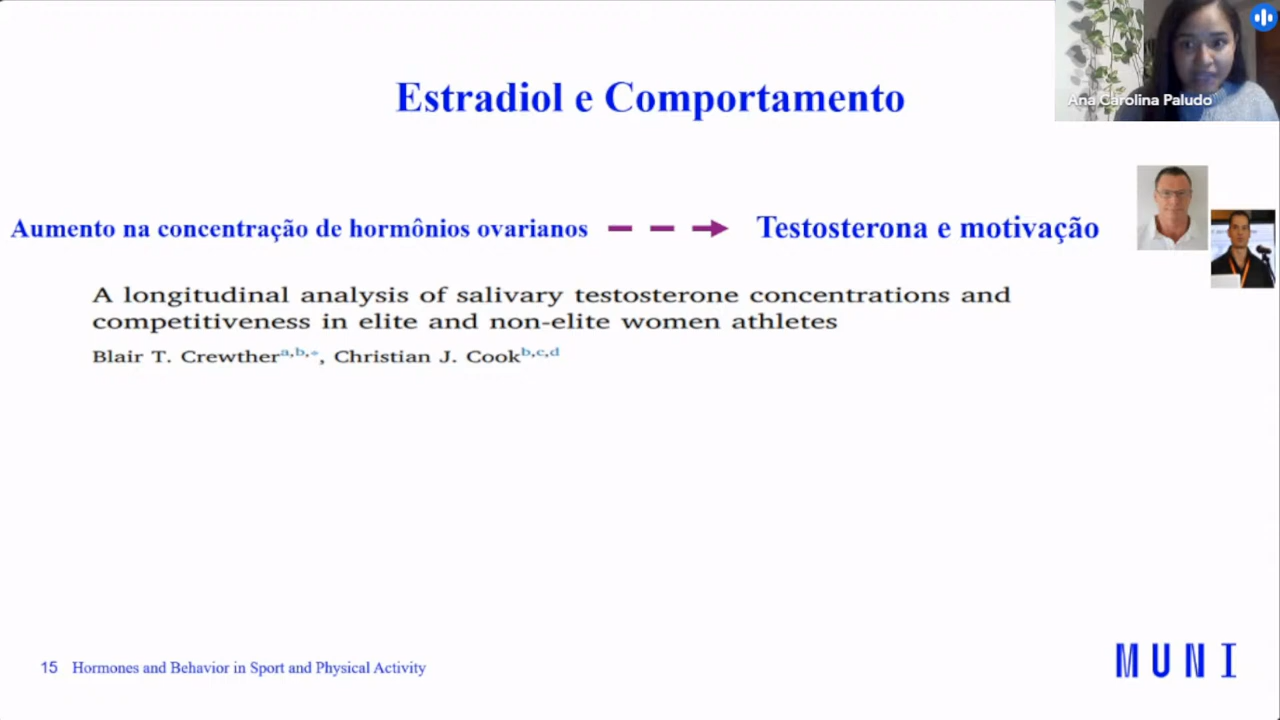 Estradiol e Comportamento
Ana Carolina Paludo
Aumento na concentração de hormônios ovarianos
Testosterona e motivação
A longitudinal analysis of salivary testosterone concentrations and
competitiveness in elite and non-elite women athletes
Blair T. Crewther a,b,*, Christian J. Cook b,c,d
15 Hormones and Behavior in Sport and Physical Activity
MUNI